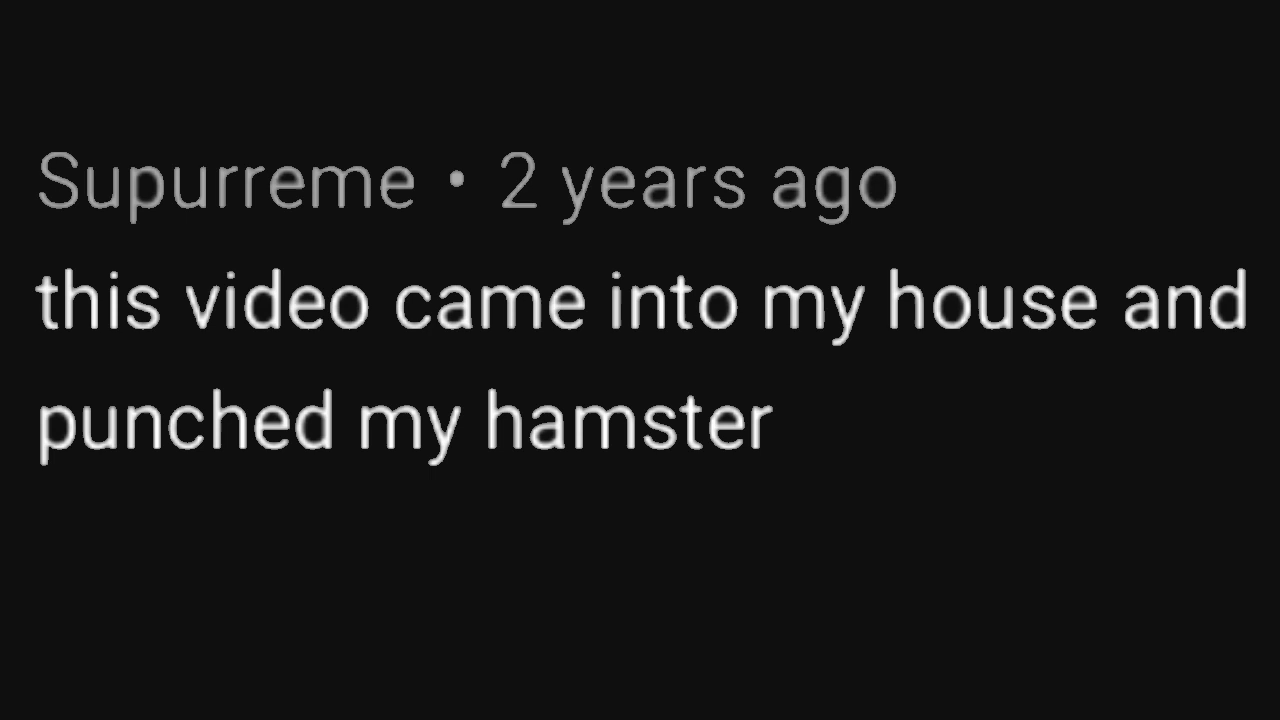 Supurreme • 2 years ago
this video came into my house and
punched my hamster